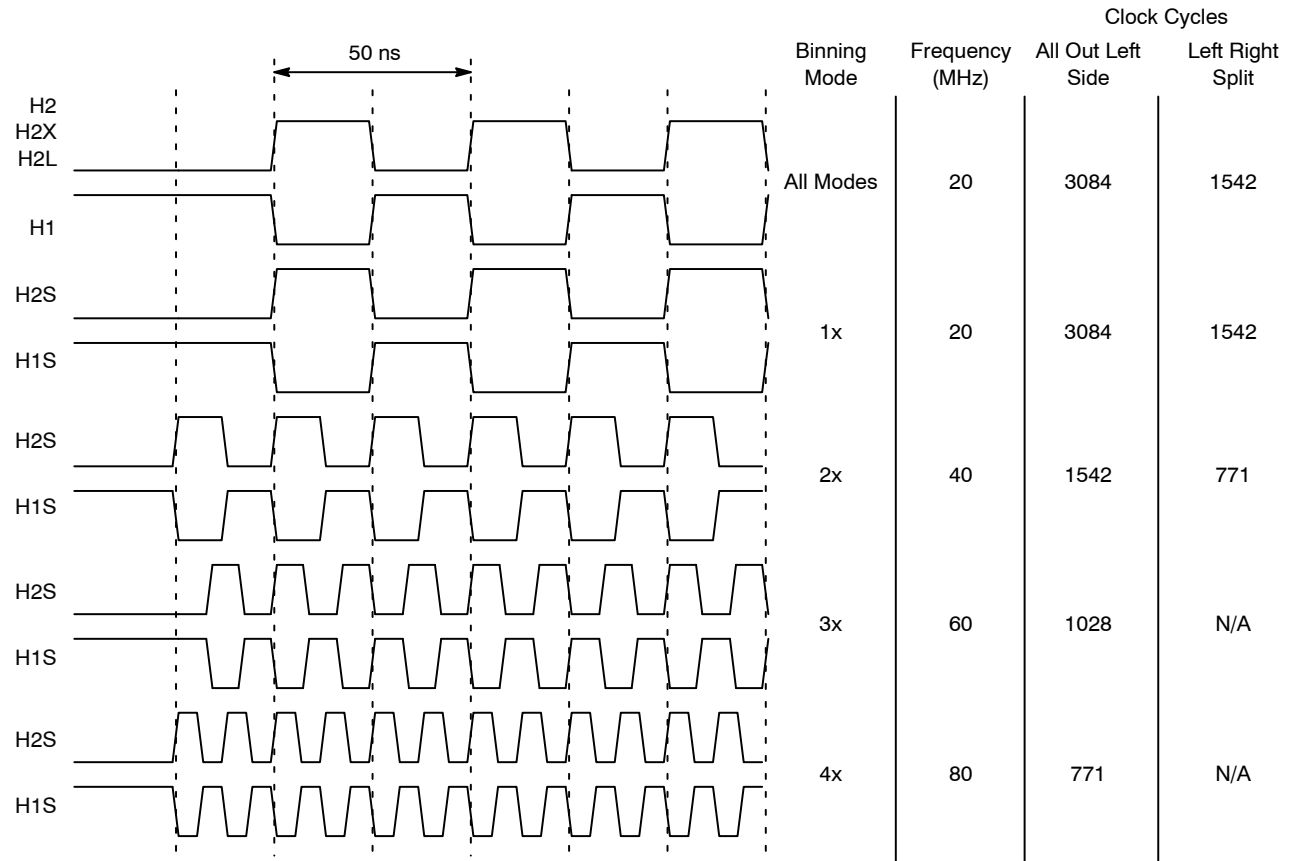 Clock Cycles
50 ns
Binning Mode
Frequency (MHz)
All Out Left Side
Left Right Split
H2
H2X
H2L
All Modes 20 3084 1542
H1
H2S
1x 20 3084 1542
H1S
H2S
2x 40 1542 771
H1S
H2S
3x 60 1028 N/A
H1S
H2S
4x 80 771 N/A
H1S